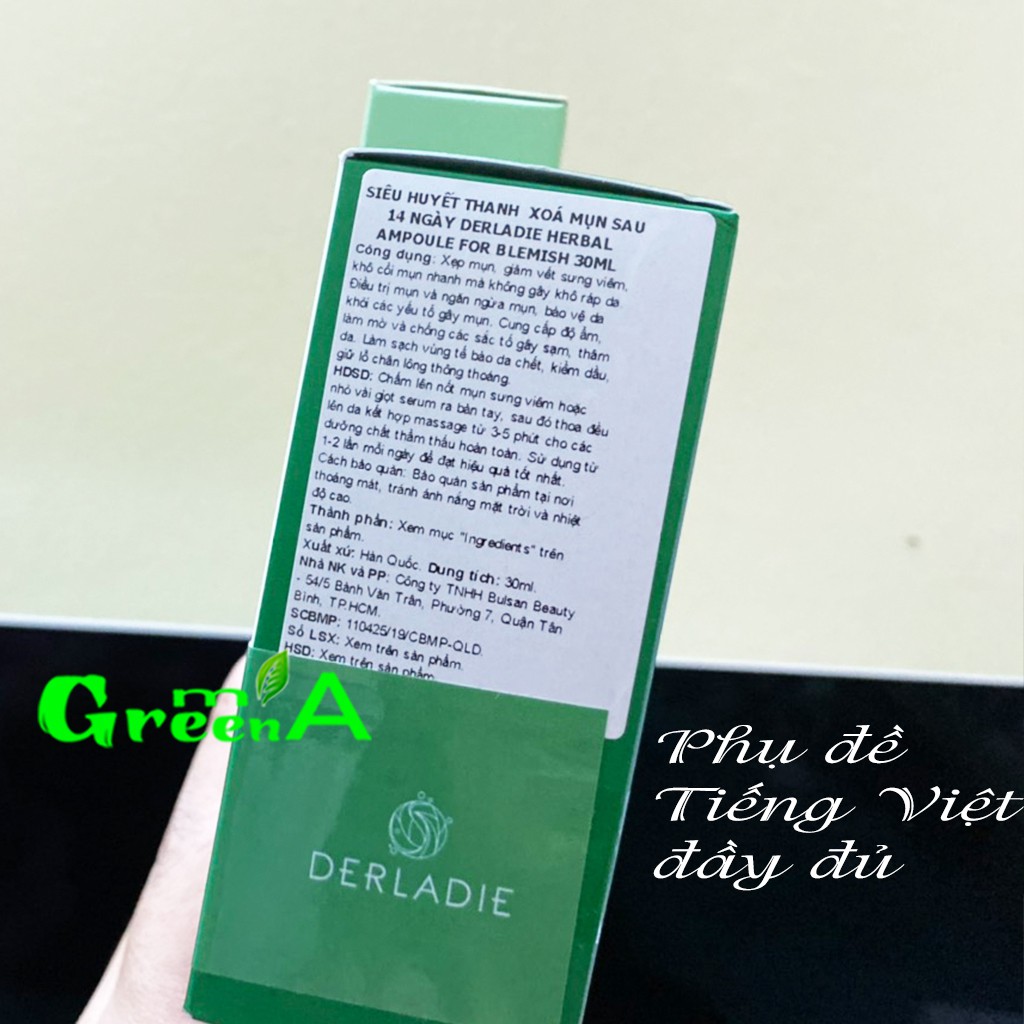 SIÊU HUYẾT THANH XOÁ MỤN SAU
14 NGÀY DERLADIE HERBAL
AMPOULE FOR BLEMISH 30ML
Công dụng: Xẹp mụn, giảm vết sưng viêm,
khô cồi mụn nhanh mà không gây khô ráp da
Điều trị mụn và ngăn ngừa mụn, bảo vệ da
khỏi các yếu tố gây mụn. Cung cấp độ ẩm,
làm mờ và chống các sắc tố gây sạm, thâm
da. Làm sạch vùng tế bào da chết, kiềm dầu,
giữ lỗ chân lông thông thoáng.
HDSD: Chấm lên nốt mụn sưng viêm hoặc
nhỏ vài giọt serum ra bàn tay, sau đó thoa đều
lên da kết hợp massage từ 3-5 phút cho các
dưỡng chất thẩm thấu hoàn toàn. Sử dụng từ
1-2 lần mỗi ngày để đạt hiệu quả tốt nhất.
Cách bảo quản: Bảo quản sản phẩm tại nơi
thoáng mát, tránh ánh nắng mặt trời và nhiệt
độ cao.
Thành phần: Xem mục "Ingredients" trên
sản phẩm.
Xuất xứ: Hàn Quốc. Dung tích: 30ml.
Nhà NK và PP: Công ty TNHH Bulsan Beauty
- 54/5 Bành Văn Trân, Phường 7, Quận Tân
Bình, TP.HCM.
SCBMP: 110425/19/CBMP-QLD.
Số LSX: Xem trên sản phẩm.
HSD: Xem trên sản phẩm
GreenA
DERLADIE
Phụ đề
Tiếng Việt
đầy đủ